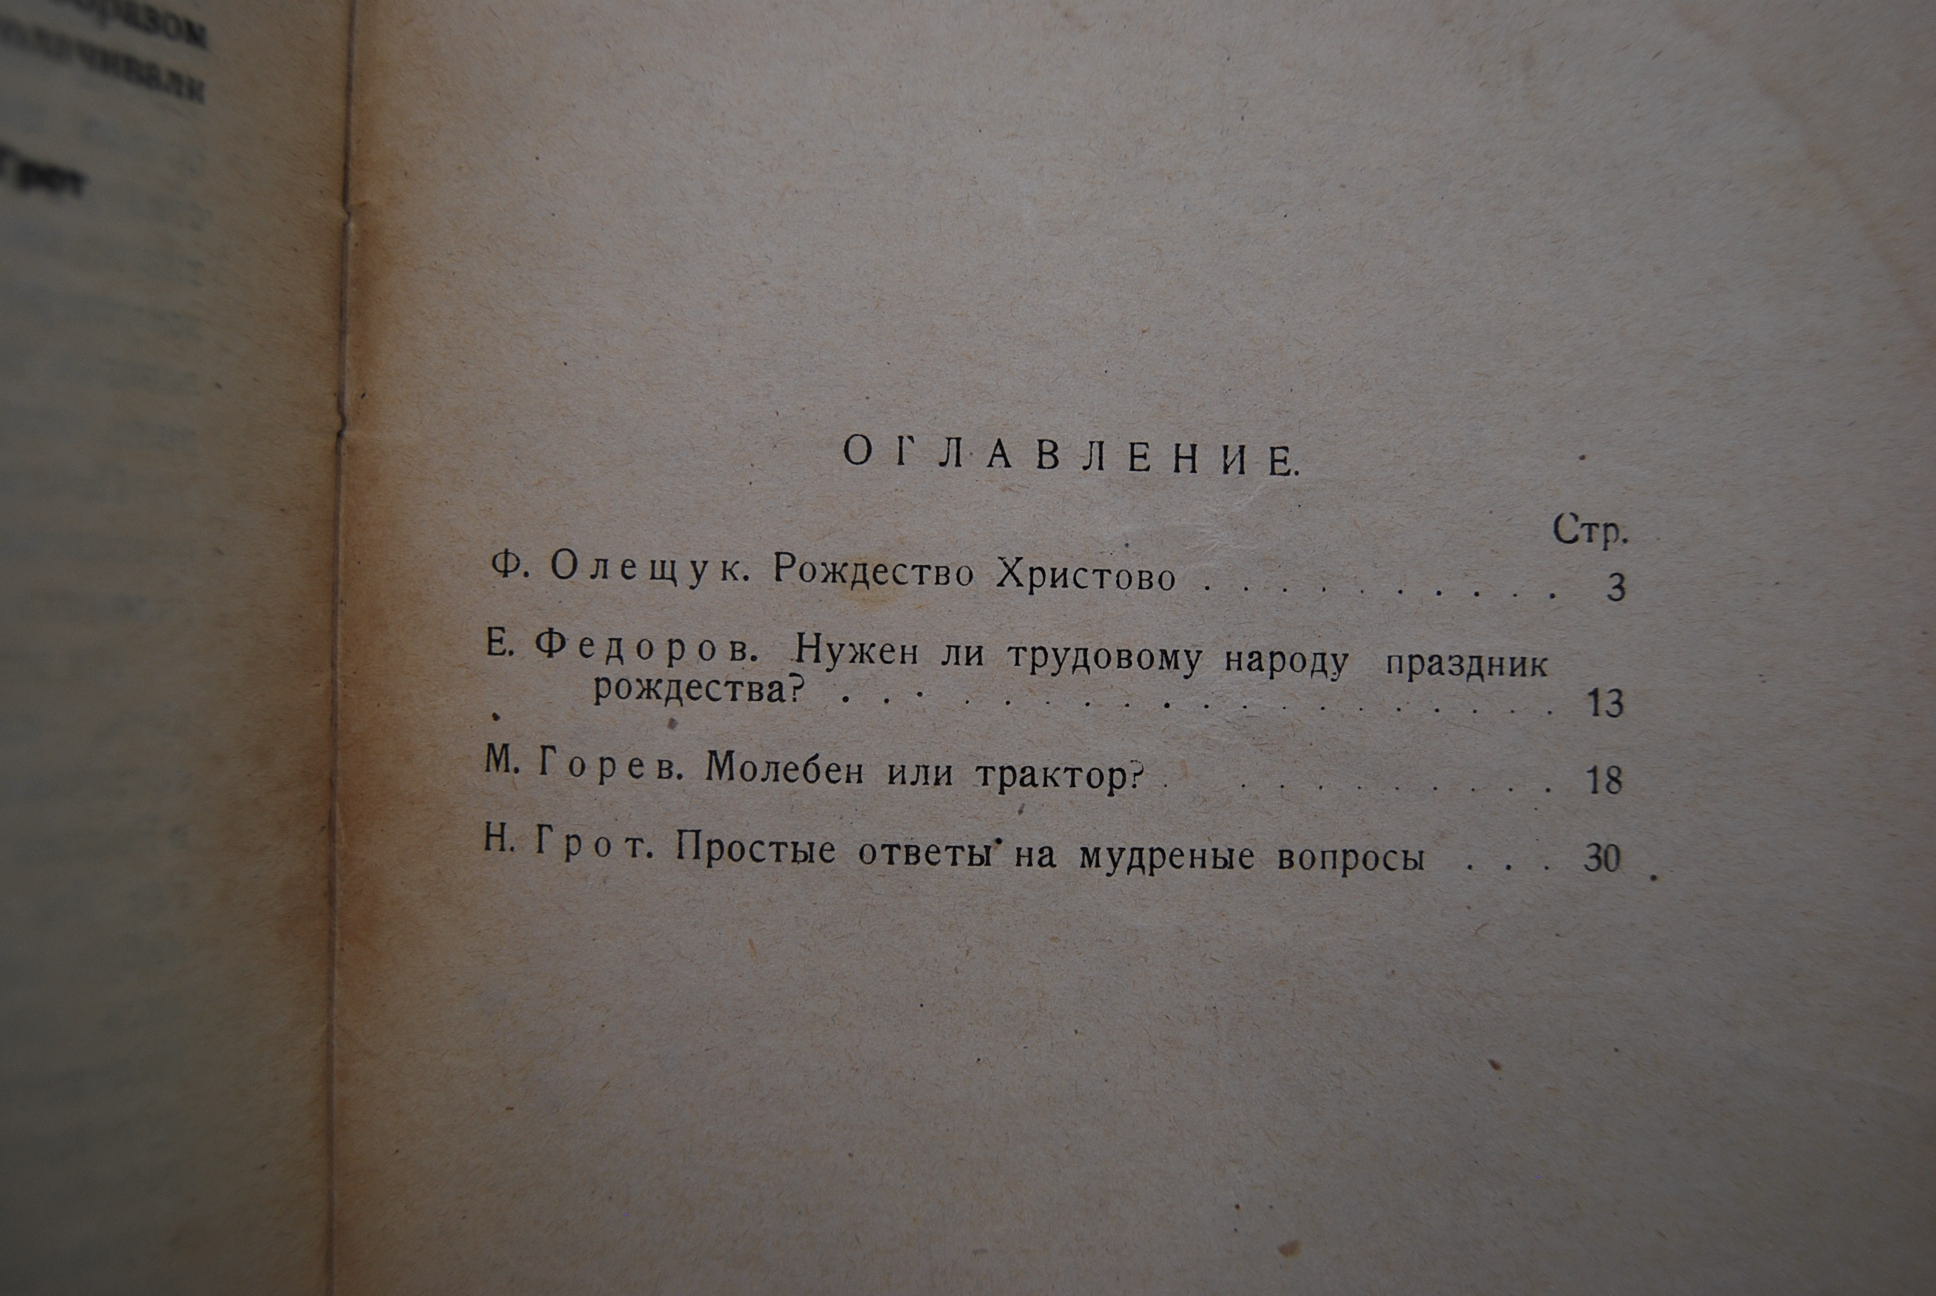 Грот
ОГЛАВЛЕНИЕ.
Стр.
Ф. Олещук. Рождество Христово . . . . . . . . . . 3
Е. Федоров. Нужен ли трудовому народу праздник
рождества? . . . . . . . . . . . . . . . . . . 13
М. Горев. Молебен или трактор? . . . . . . . . . . 18
Н. Грот. Простые ответы на мудреные вопросы . . . 30